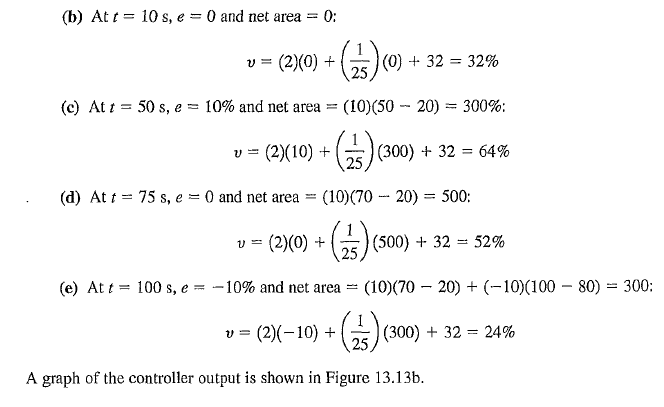 (b) At t = 10 s, e = 0 and net area = 0:
v = (2)(0) + (1/25)(0) + 32 = 32%
(c) At t = 50 s, e = 10% and net area = (10)(50 − 20) = 300%:
v = (2)(10) + (1/25)(300) + 32 = 64%
(d) At t = 75 s, e = 0 and net area = (10)(70 − 20) = 500:
v = (2)(0) + (1/25)(500) + 32 = 52%
(e) At t = 100 s, e = −10% and net area = (10)(70 − 20) + (−10)(100 − 80) = 300:
v = (2)(−10) + (1/25)(300) + 32 = 24%
A graph of the controller output is shown in Figure 13.13b.